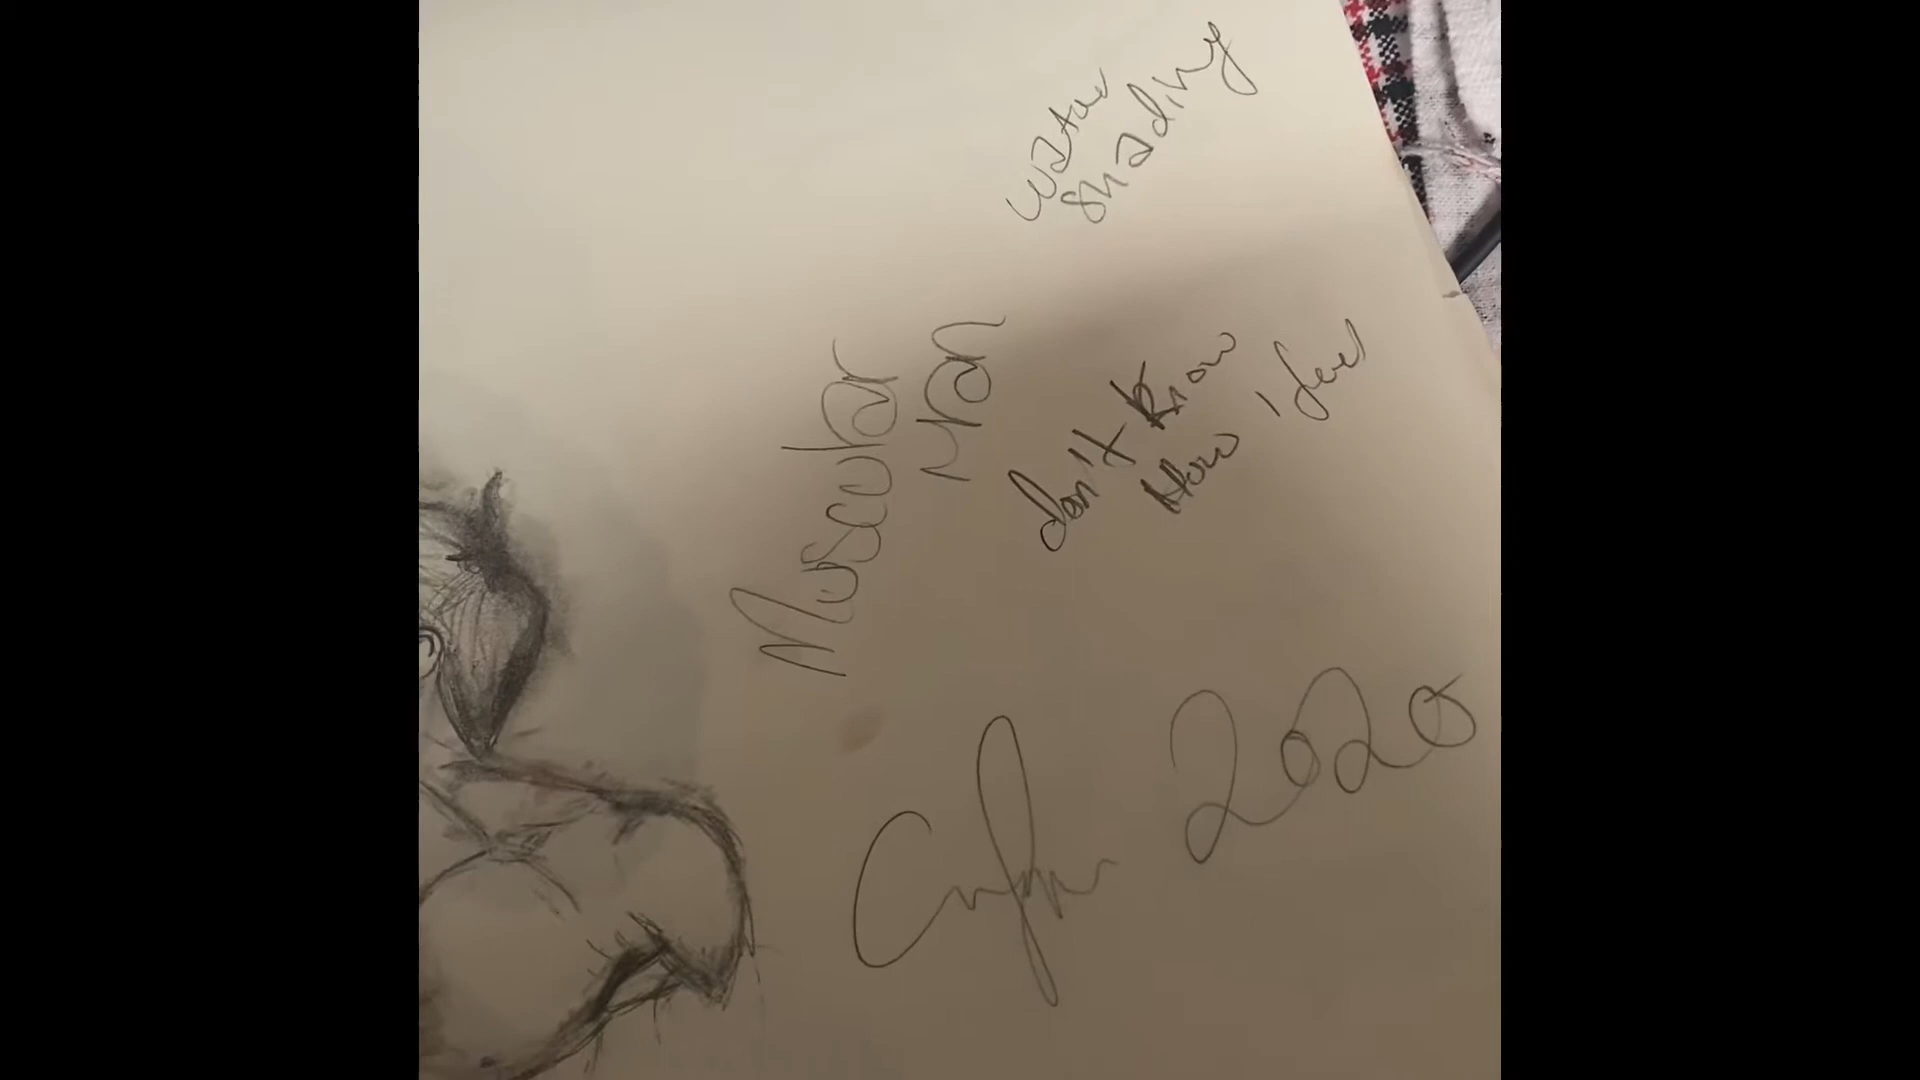 water
shading
Muscular
Man
don't know
How I feel
2020